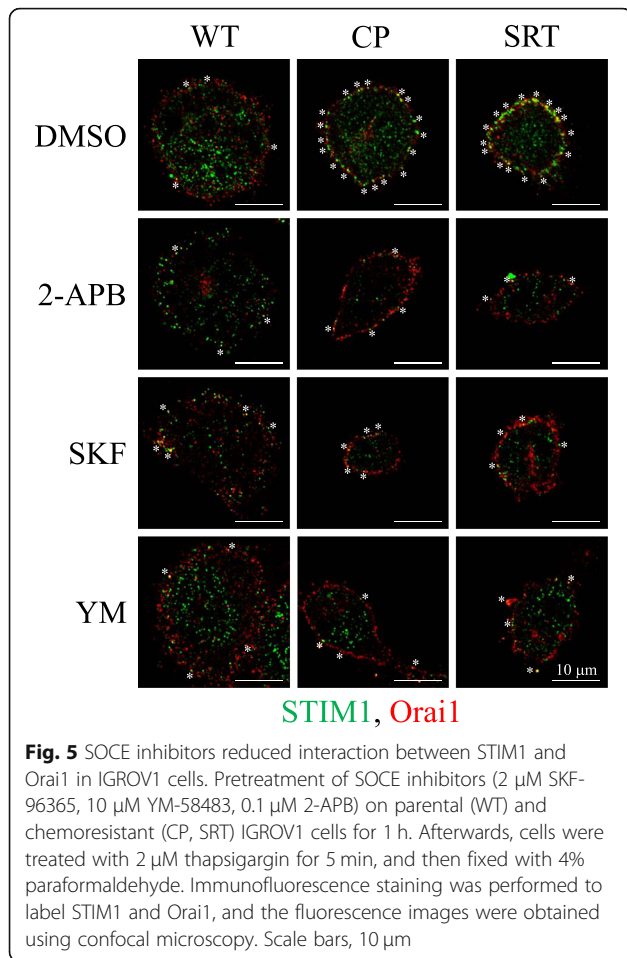 WT CP SRT
DMSO
2-APB
SKF
YM
10 μm
STIM1, Orai1
Fig. 5 SOCE inhibitors reduced interaction between STIM1 and
Orai1 in IGROV1 cells. Pretreatment of SOCE inhibitors (2 μM SKF-
96365, 10 μM YM-58483, 0.1 μM 2-APB) on parental (WT) and
chemoresistant (CP, SRT) IGROV1 cells for 1 h. Afterwards, cells were
treated with 2 μM thapsigargin for 5 min, and then fixed with 4%
paraformaldehyde. Immunofluorescence staining was performed to
label STIM1 and Orai1, and the fluorescence images were obtained
using confocal microscopy. Scale bars, 10 μm